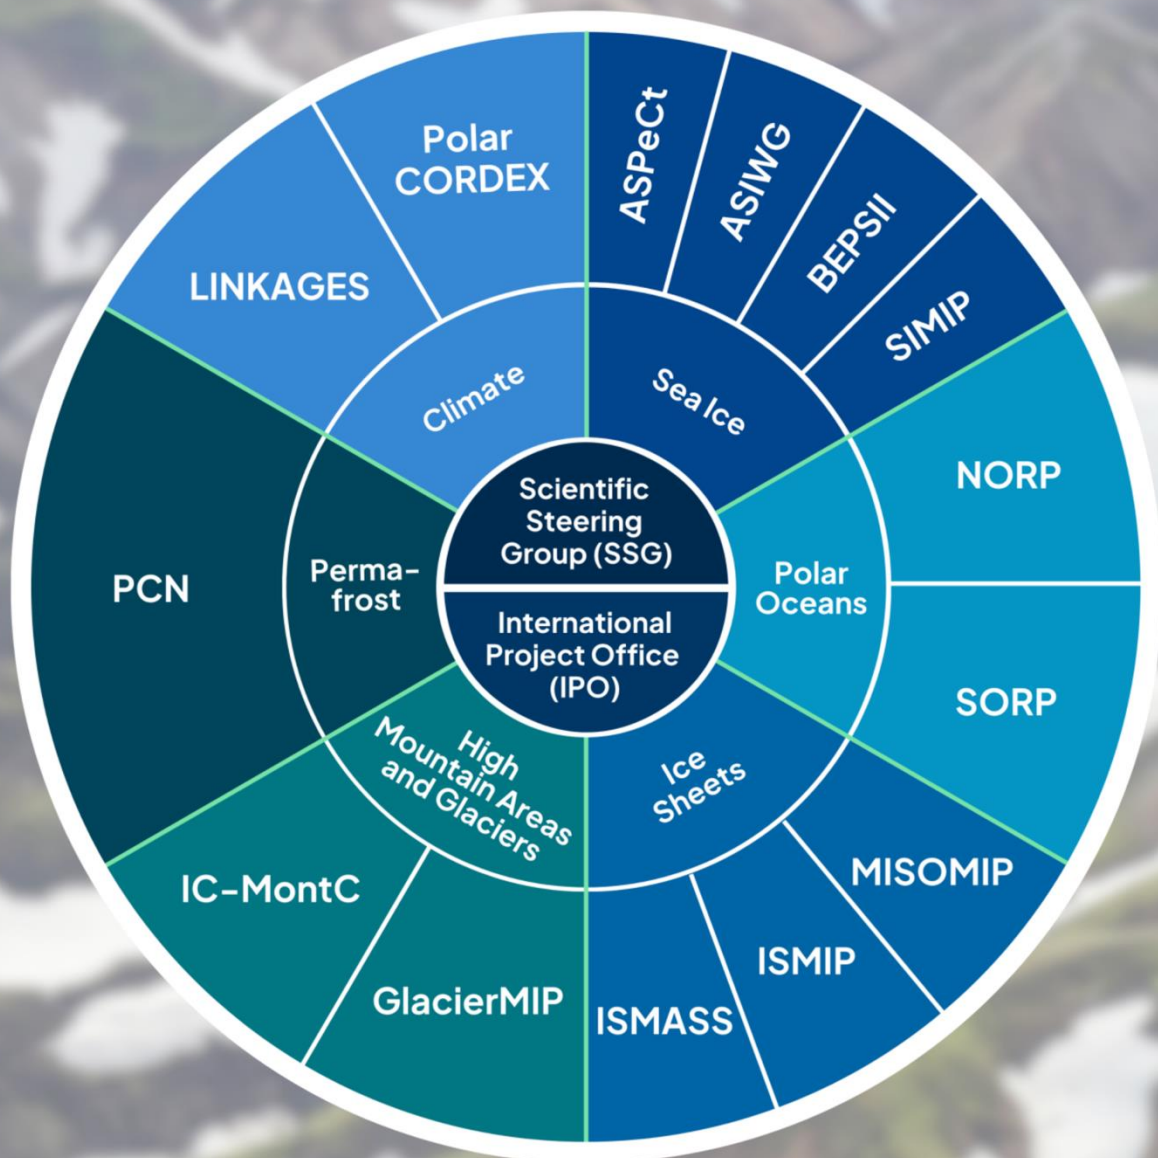 Polar
CORDEX
LINKAGES
Climate
ASPeCt
ASIWG
BEPSII
SIMIP
Sea Ice
NORP
SORP
Polar
Oceans
MISOMIP
ISMIP
ISMASS
Ice
Sheets
GlacierMIP
IC-MontC
High
Mountain Areas
and Glaciers
PCN
Perma-
frost
Scientific
Steering
Group (SSG)
International
Project Office
(IPO)